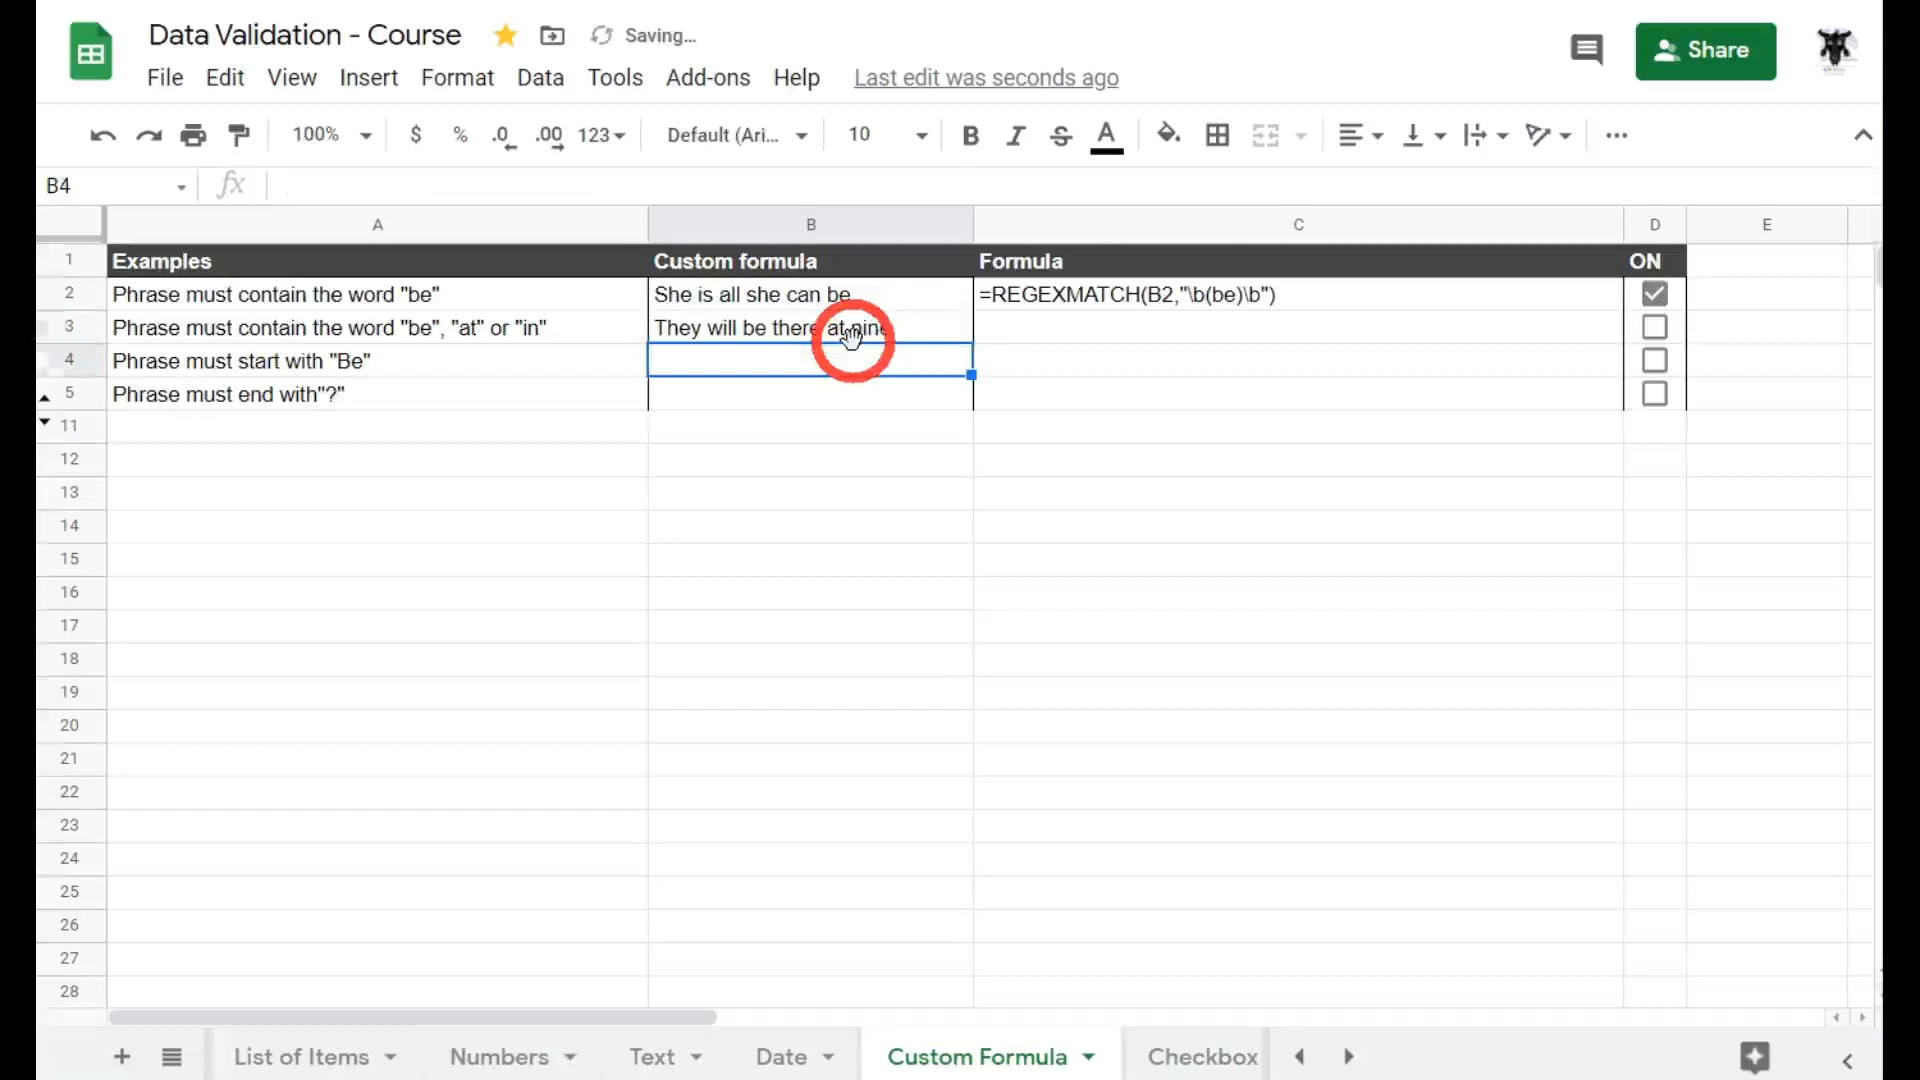 Data Validation - Course Saving...
File Edit View Insert Format Data Tools Add-ons Help Last edit was seconds ago
Share
100% $ % .0 .00 123 Default (Ari... 10 B I S A
B4 fx
A B C D E
1 Examples Custom formula Formula ON
2 Phrase must contain the word "be" She is all she can be =REGEXMATCH(B2,"\b(be)\b")
3 Phrase must contain the word "be", "at" or "in" They will be there at nine
4 Phrase must start with "Be"
5 Phrase must end with"?"
11
12
13
14
15
16
17
18
19
20
21
22
23
24
25
26
27
28
List of Items Numbers Text Date Custom Formula Checkbox